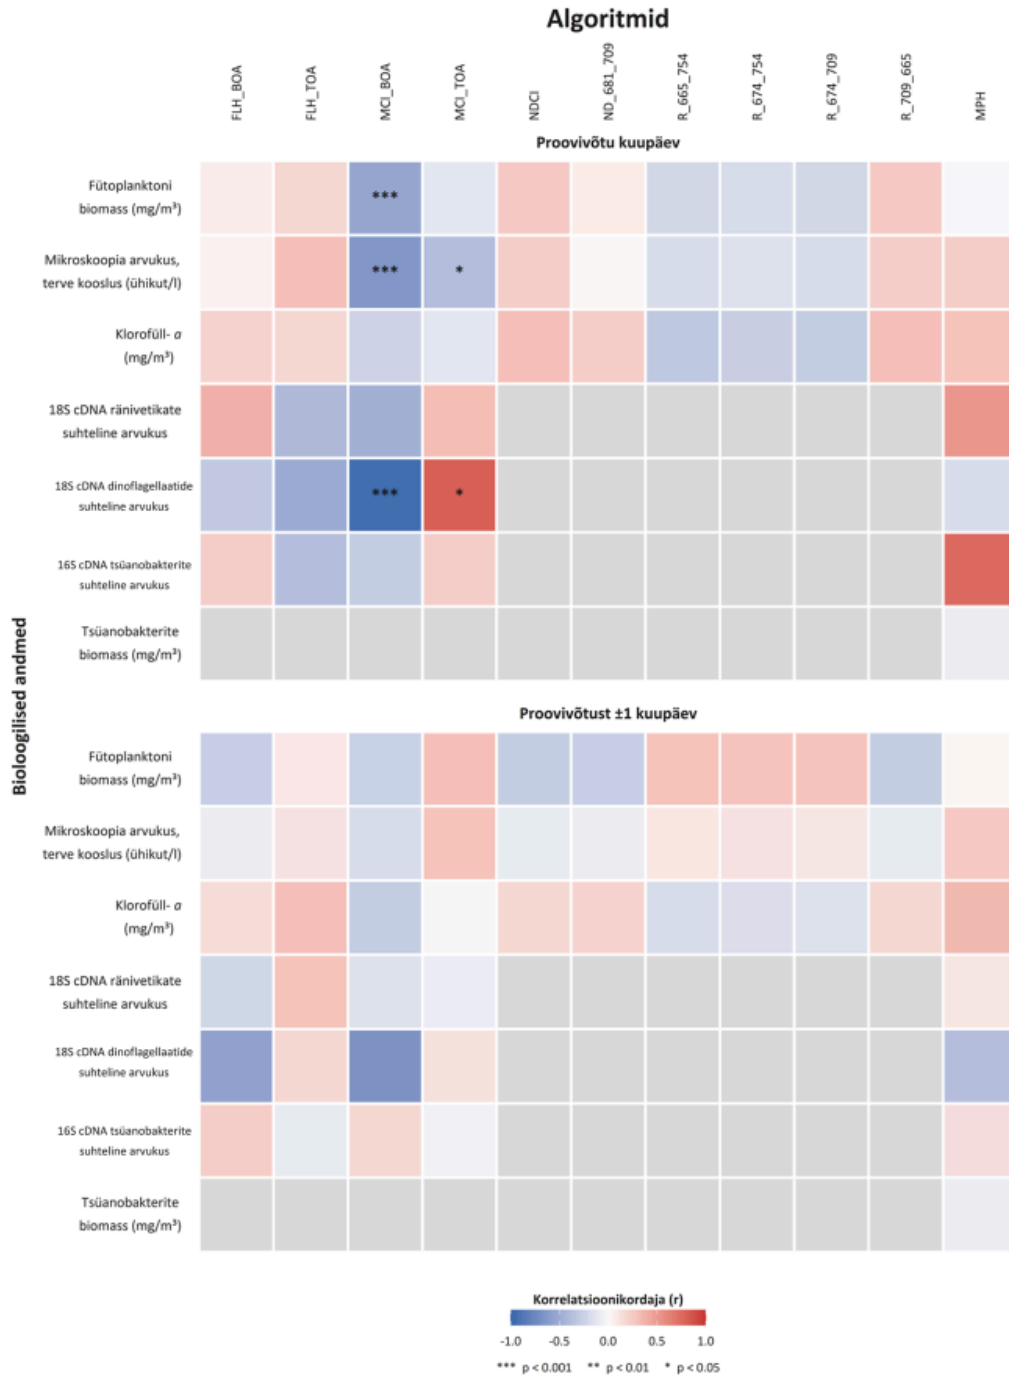 Algoritmid
FLH_BOA
FLH_TOA
MCI_BOA
MCI_TOA
NDCI
ND_681_709
R_665_754
R_674_754
R_674_709
R_709_665
MPH
Bioloogilised andmed
Proovivõtu kuupäev
Fütoplanktoni
biomass (mg/m³)
***
Mikroskoopia arvukus,
terve kooslus (ühikut/l)
*** *
Klorofüll- a
(mg/m³)
18S cDNA ränivetikate
suhteline arvukus
18S cDNA dinoflagellaatide
suhteline arvukus
*** *
16S cDNA tsüanobakterite
suhteline arvukus
Tsüanobakterite
biomass (mg/m³)
Proovivõtust ±1 kuupäev
Fütoplanktoni
biomass (mg/m³)
Mikroskoopia arvukus,
terve kooslus (ühikut/l)
Klorofüll- a
(mg/m³)
18S cDNA ränivetikate
suhteline arvukus
18S cDNA dinoflagellaatide
suhteline arvukus
16S cDNA tsüanobakterite
suhteline arvukus
Tsüanobakterite
biomass (mg/m³)
Korrelatsioonikordaja (r)
-1.0 -0.5 0.0 0.5 1.0
*** p < 0.001 ** p < 0.01 * p < 0.05